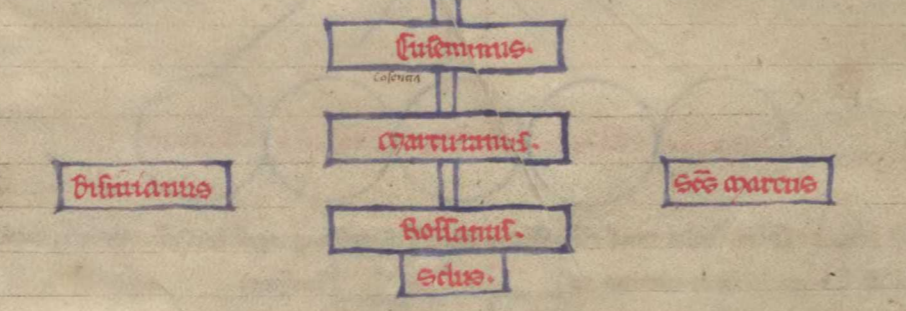 Cusentinus.
Cosentia
Marturanus.
Bisinianus
Scs Marcus
Rossanus.
Sclus.